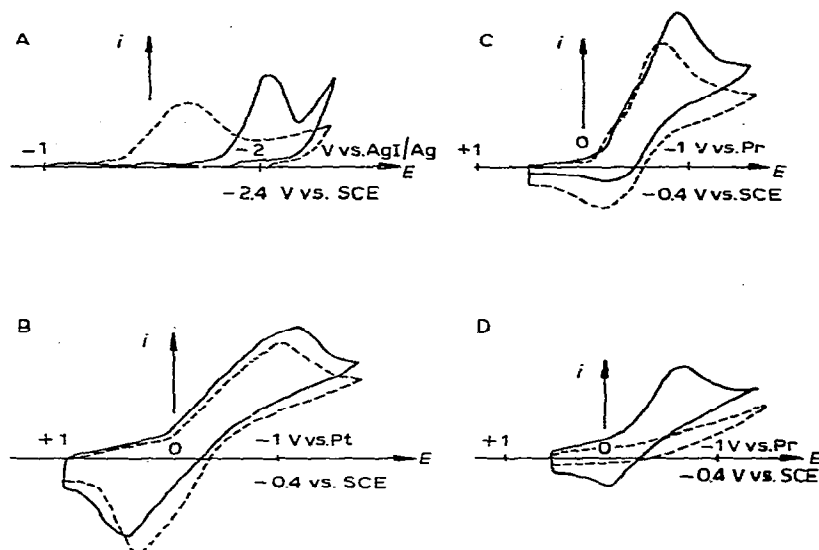 A
i
-1
-2
V vs.AgI/Ag
E
-2.4 V vs. SCE
C
i
+1
0
-1 V vs.Pr
E
-0.4 V vs.SCE
B
i
+1
0
-1 V vs.Pt
E
-0.4 vs. SCE
D
i
+1
0
-1V vs.Pr
E
-0.4 V vs.SCE